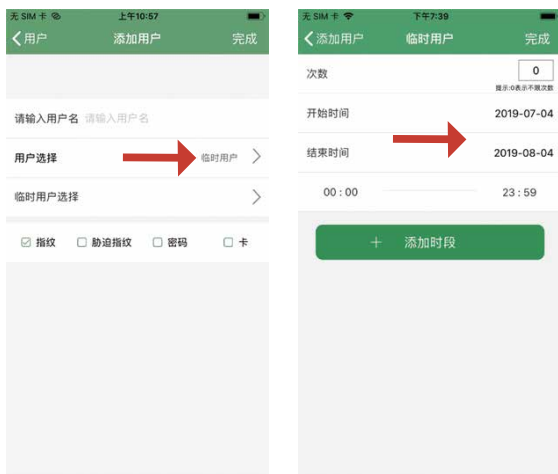 无 SIM 卡
上午10:57
用户
添加用户
完成
请输入用户名 请输入用户名
用户选择
临时用户
临时用户选择
指纹
胁迫指纹
密码
卡
无 SIM 卡
下午7:39
添加用户
临时用户
完成
次数
0
提示:0表示不限次数
开始时间
2019-07-04
结束时间
2019-08-04
00 : 00
23 : 59
+ 添加时段